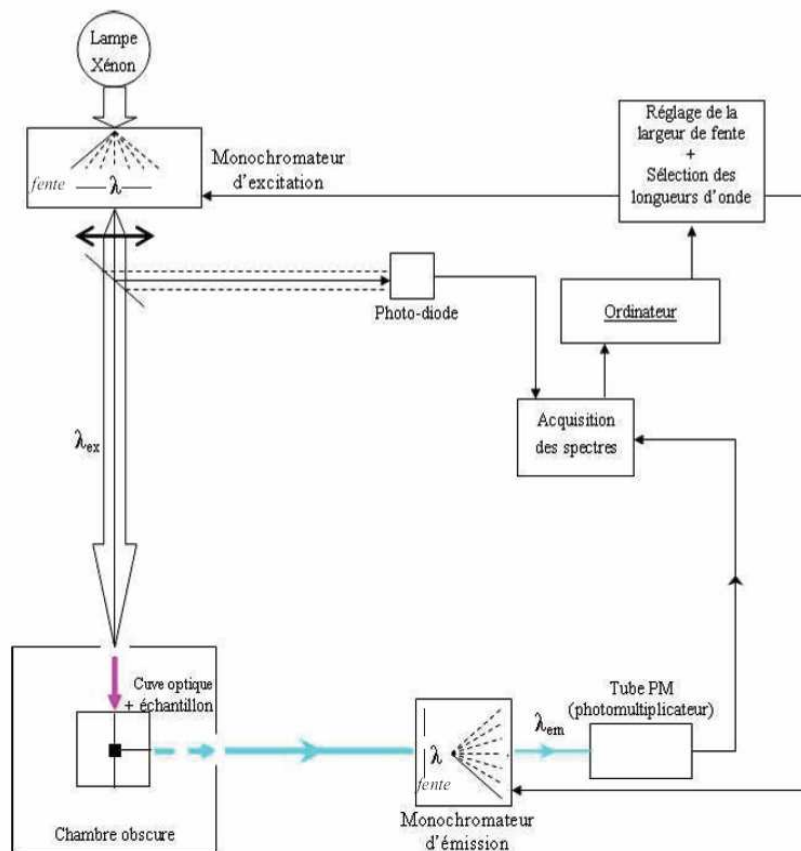 Lampe
Xénon
fente
λ
Monochromateur
d'excitation
Réglage de la
largeur de fente
+
Sélection des
longueurs d'onde
Photo-diode
Ordinateur
Acquisition
des spectres
λex
Cuve optique
+ échantillon
Chambre obscure
λ
fente
Monochromateur
d'émission
λem
Tube PM
(photomultiplicateur)